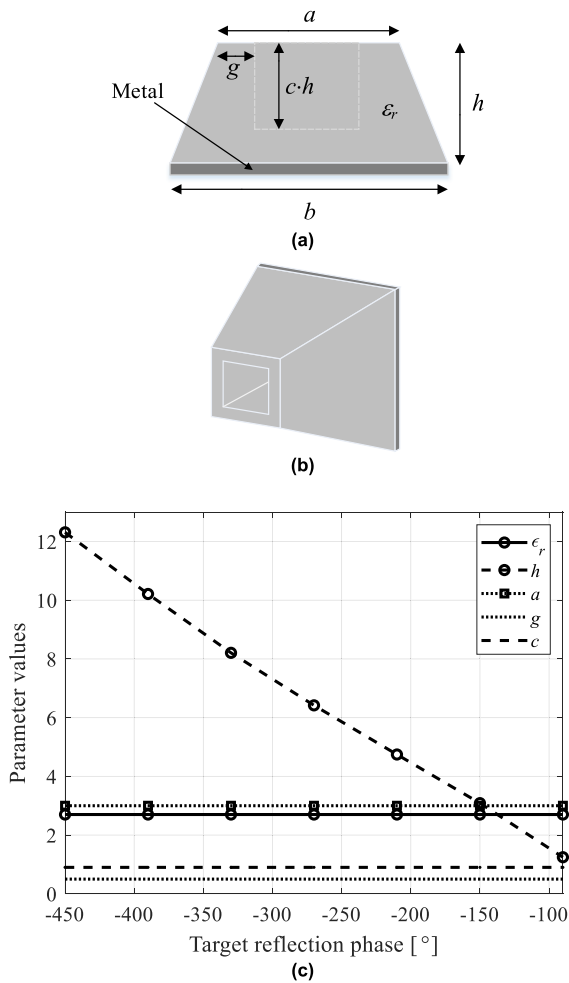 a
g
c·h
Metal
εr
h
b
(a)
(b)
12
10
8
6
4
2
0
Parameter values
ϵr
h
a
g
c
-450 -400 -350 -300 -250 -200 -150 -100
Target reflection phase [°]
(c)